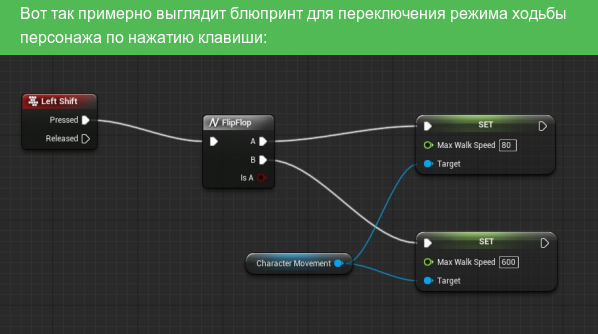 Вот так примерно выглядит блюпринт для переключения режима ходьбы
персонажа по нажатию клавиши:
Left Shift
Pressed
Released
FlipFlop
A
B
Is A
SET
Max Walk Speed 80
Target
Character Movement
SET
Max Walk Speed 600
Target